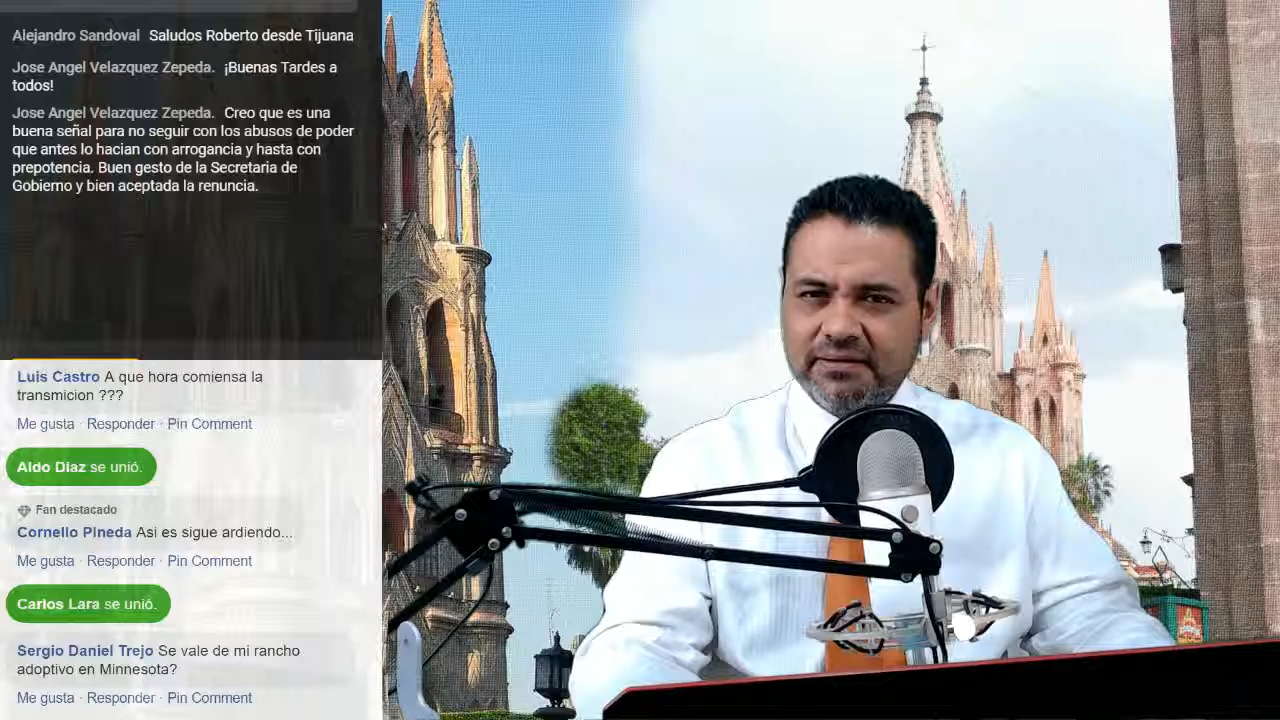 Alejandro Sandoval Saludos Roberto desde Tijuana
Jose Angel Velazquez Zepeda. ¡Buenas Tardes a
todos!
Jose Angel Velazquez Zepeda. Creo que es una
buena señal para no seguir con los abusos de poder
que antes lo hacian con arrogancia y hasta con
prepotencia. Buen gesto de la Secretaria de
Gobierno y bien aceptada la renuncia.
Luis Castro A que hora comiensa la
transmicion ???
Me gusta · Responder · Pin Comment
Aldo Diaz se unió.
Fan destacado
Cornello Pineda Asi es sigue ardiendo...
Me gusta · Responder · Pin Comment
Carlos Lara se unió.
Sergio Daniel Trejo Se vale de mi rancho
adoptivo en Minnesota?
Me gusta · Responder · Pin Comment